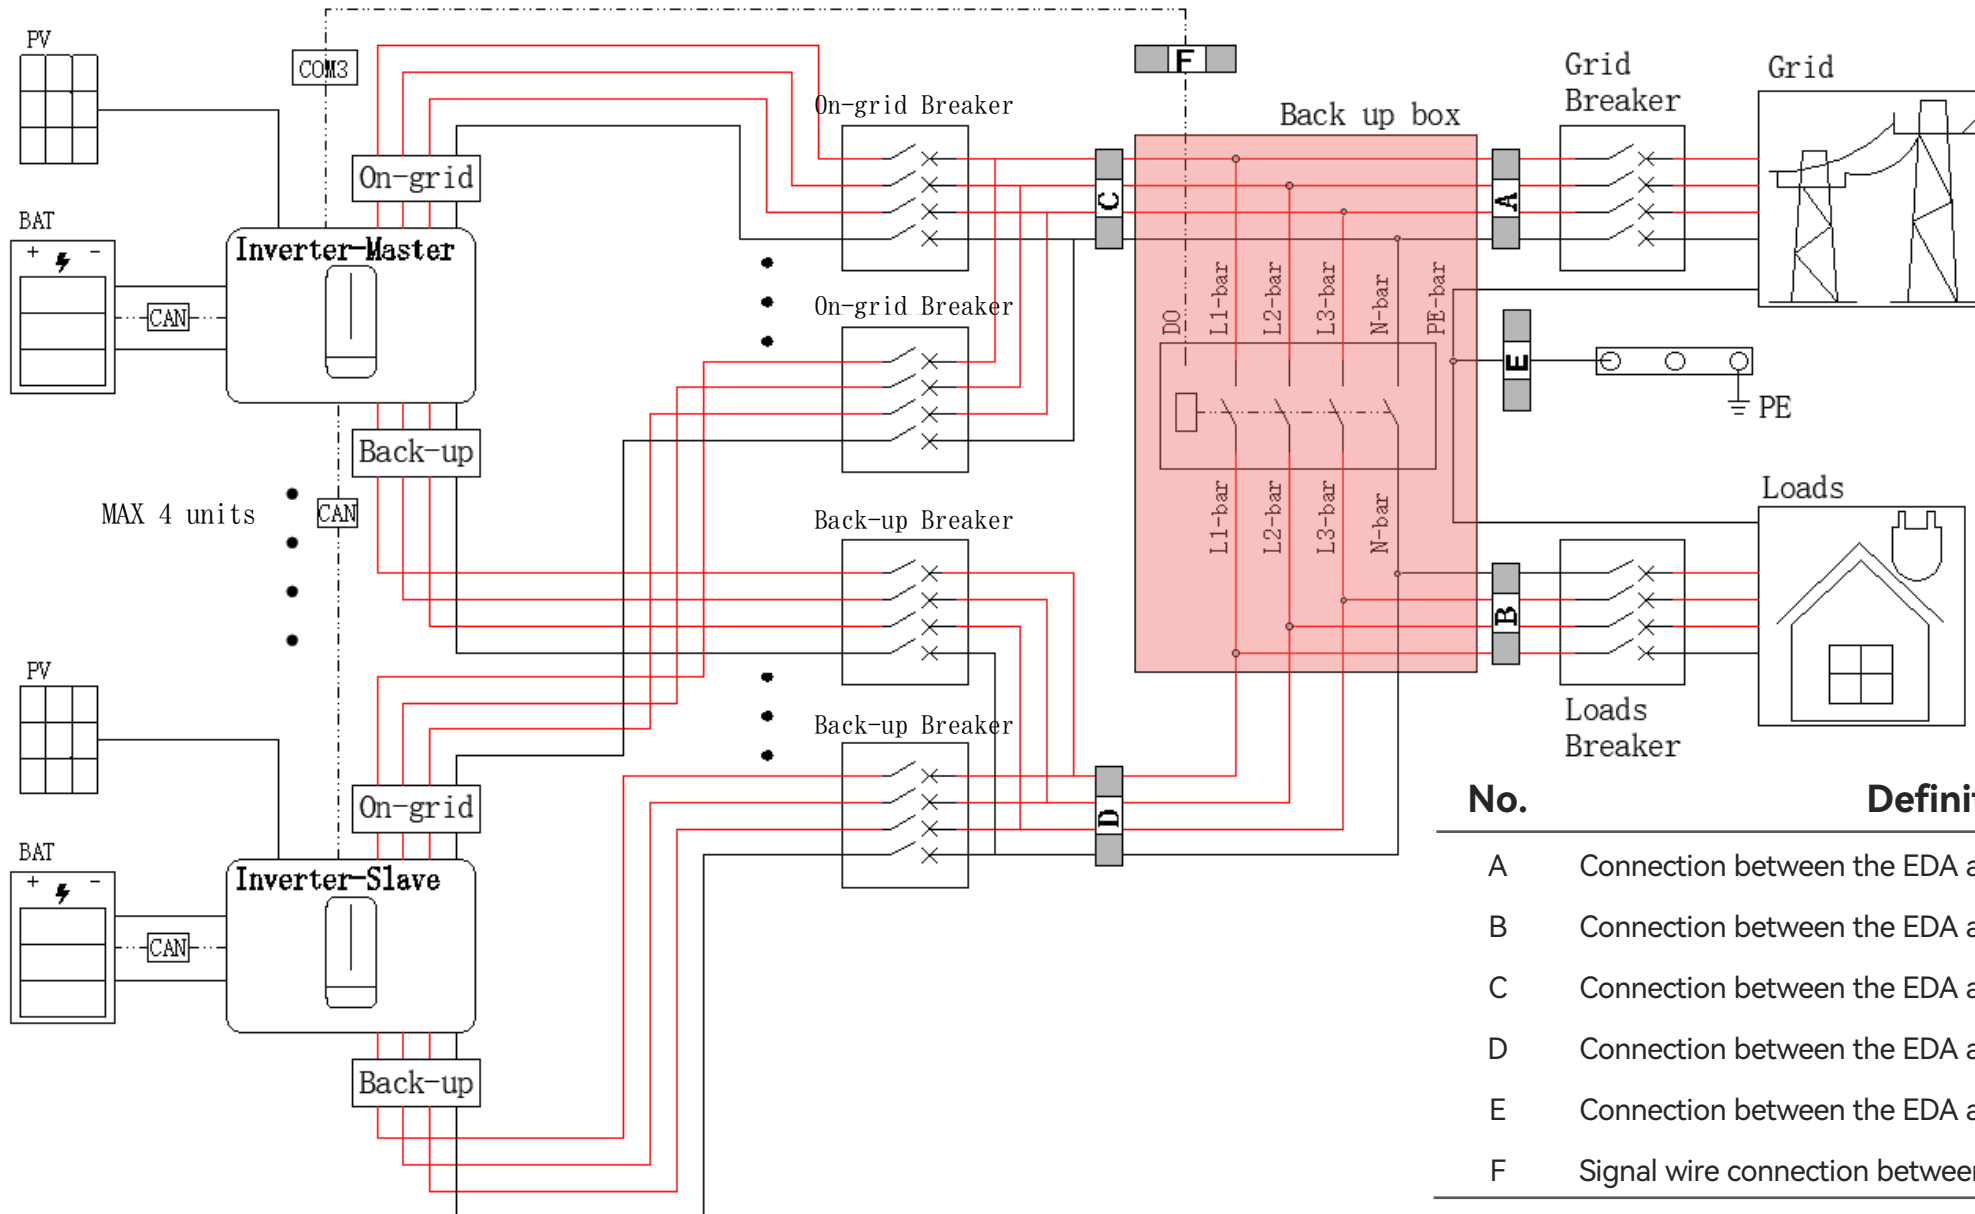 PV
COM3
F
Grid
Breaker
Grid
On-grid Breaker
Back up box
On-grid
C
A
BAT
+ -
Inverter-Master
CAN
On-grid Breaker
DO
L1-bar
L2-bar
L3-bar
N-bar
PE-bar
E
PE
Back-up
MAX 4 units
CAN
Back-up Breaker
L1-bar
L2-bar
L3-bar
N-bar
Loads
B
PV
Back-up Breaker
Loads
Breaker
On-grid
D
BAT
+ -
Inverter-Slave
CAN
Back-up
No. Defini
A Connection between the EDA a
B Connection between the EDA a
C Connection between the EDA a
D Connection between the EDA a
E Connection between the EDA a
F Signal wire connection between